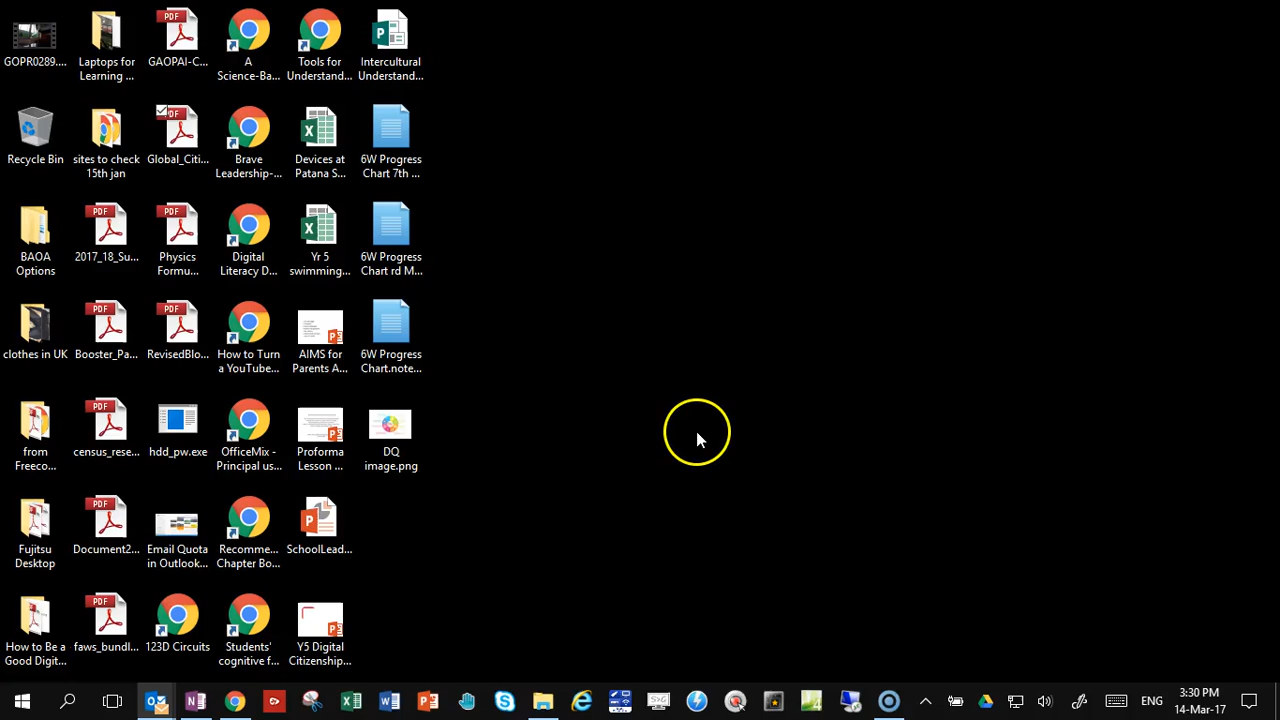 GOPR0289....
Laptops for
Learning ...
GAOPAI-C...
A
Science-Ba...
Tools for
Understand...
Intercultural
Understand...
Recycle Bin
sites to check
15th jan
Global_Citi...
Brave
Leadership-...
Devices at
Patana S...
6W Progress
Chart 7th ...
BAOA
Options
2017_18_Su...
Physics
Formu...
Digital
Literacy D...
Yr 5
swimming...
6W Progress
Chart rd M...
clothes in UK
Booster_Pa...
RevisedBlo...
How to Turn
a YouTube...
AIMS for
Parents A...
6W Progress
Chart.note...
from
Freeco...
census_rese...
hdd_pw.exe
OfficeMix -
Principal us...
Proforma
Lesson ...
DQ
image.png
Fujitsu
Desktop
Document2...
Email Quota
in Outlook...
Recomme...
Chapter Bo...
SchoolLead...
How to Be a
Good Digit...
faws_bundl...
123D Circuits
Students'
cognitive f...
Y5 Digital
Citizenship...
ENG
3:30 PM
14-Mar-17